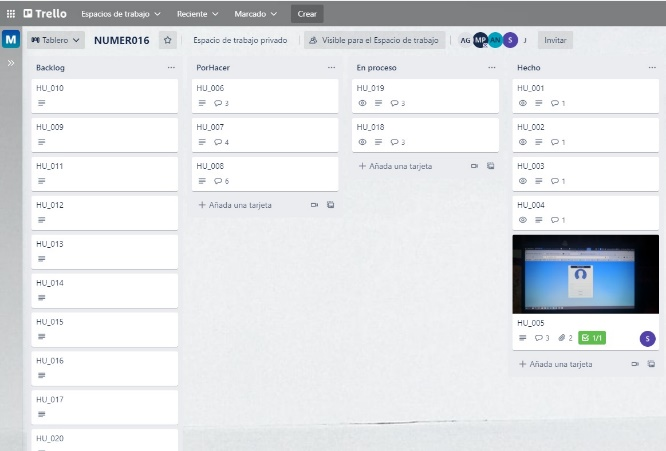 Trello Espacios de trabajo Reciente Marcado Crear
M Tablero NUMER016 Espacio de trabajo privado Visible para el Espacio de trabajo AG MP AN S J Invitar
Backlog
HU_010
HU_009
HU_011
HU_012
HU_013
HU_014
HU_015
HU_016
HU_017
HU_020
PorHacer
HU_006
3
HU_007
4
HU_008
6
+ Añada una tarjeta
En proceso
HU_019
3
HU_018
3
+ Añada una tarjeta
Hecho
HU_001
1
HU_002
1
HU_003
1
HU_004
1
HU_005
3 2 1/1 S
+ Añada una tarjeta